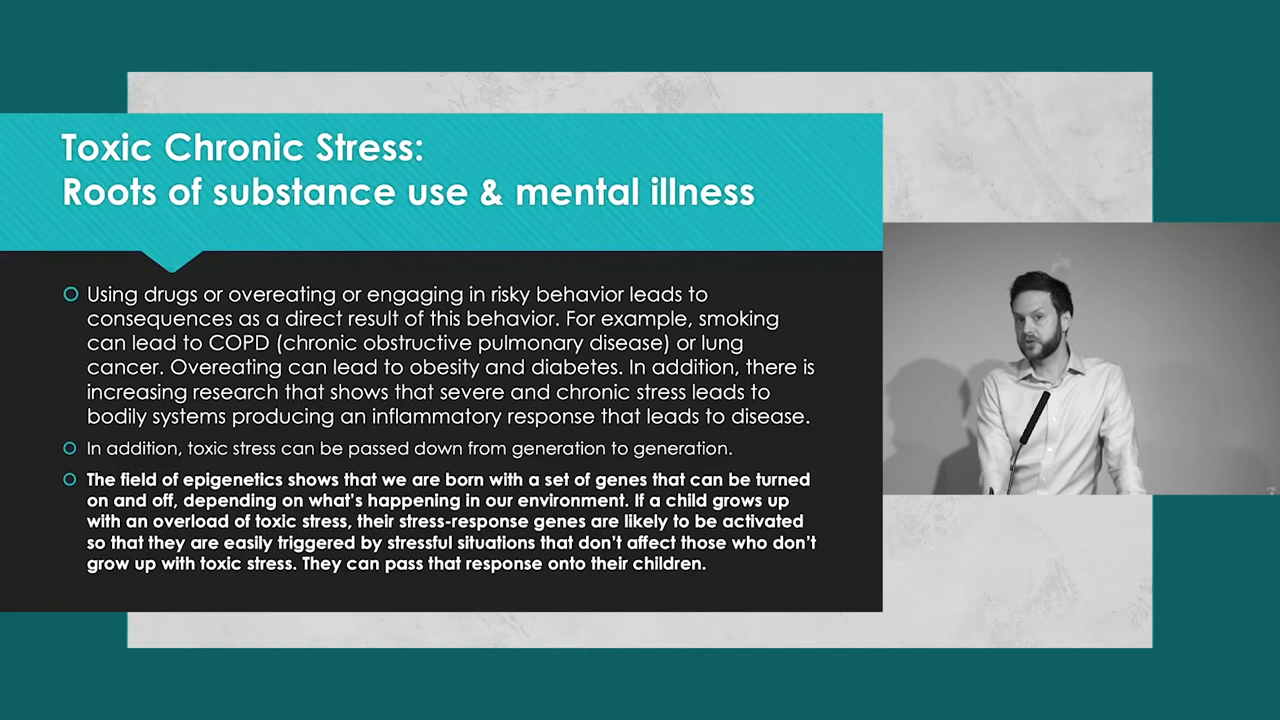 Toxic Chronic Stress:
Roots of substance use & mental illness
Using drugs or overeating or engaging in risky behavior leads to
consequences as a direct result of this behavior. For example, smoking
can lead to COPD (chronic obstructive pulmonary disease) or lung
cancer. Overeating can lead to obesity and diabetes. In addition, there is
increasing research that shows that severe and chronic stress leads to
bodily systems producing an inflammatory response that leads to disease.
In addition, toxic stress can be passed down from generation to generation.
The field of epigenetics shows that we are born with a set of genes that can be turned
on and off, depending on what's happening in our environment. If a child grows up
with an overload of toxic stress, their stress-response genes are likely to be activated
so that they are easily triggered by stressful situations that don't affect those who don't
grow up with toxic stress. They can pass that response onto their children.